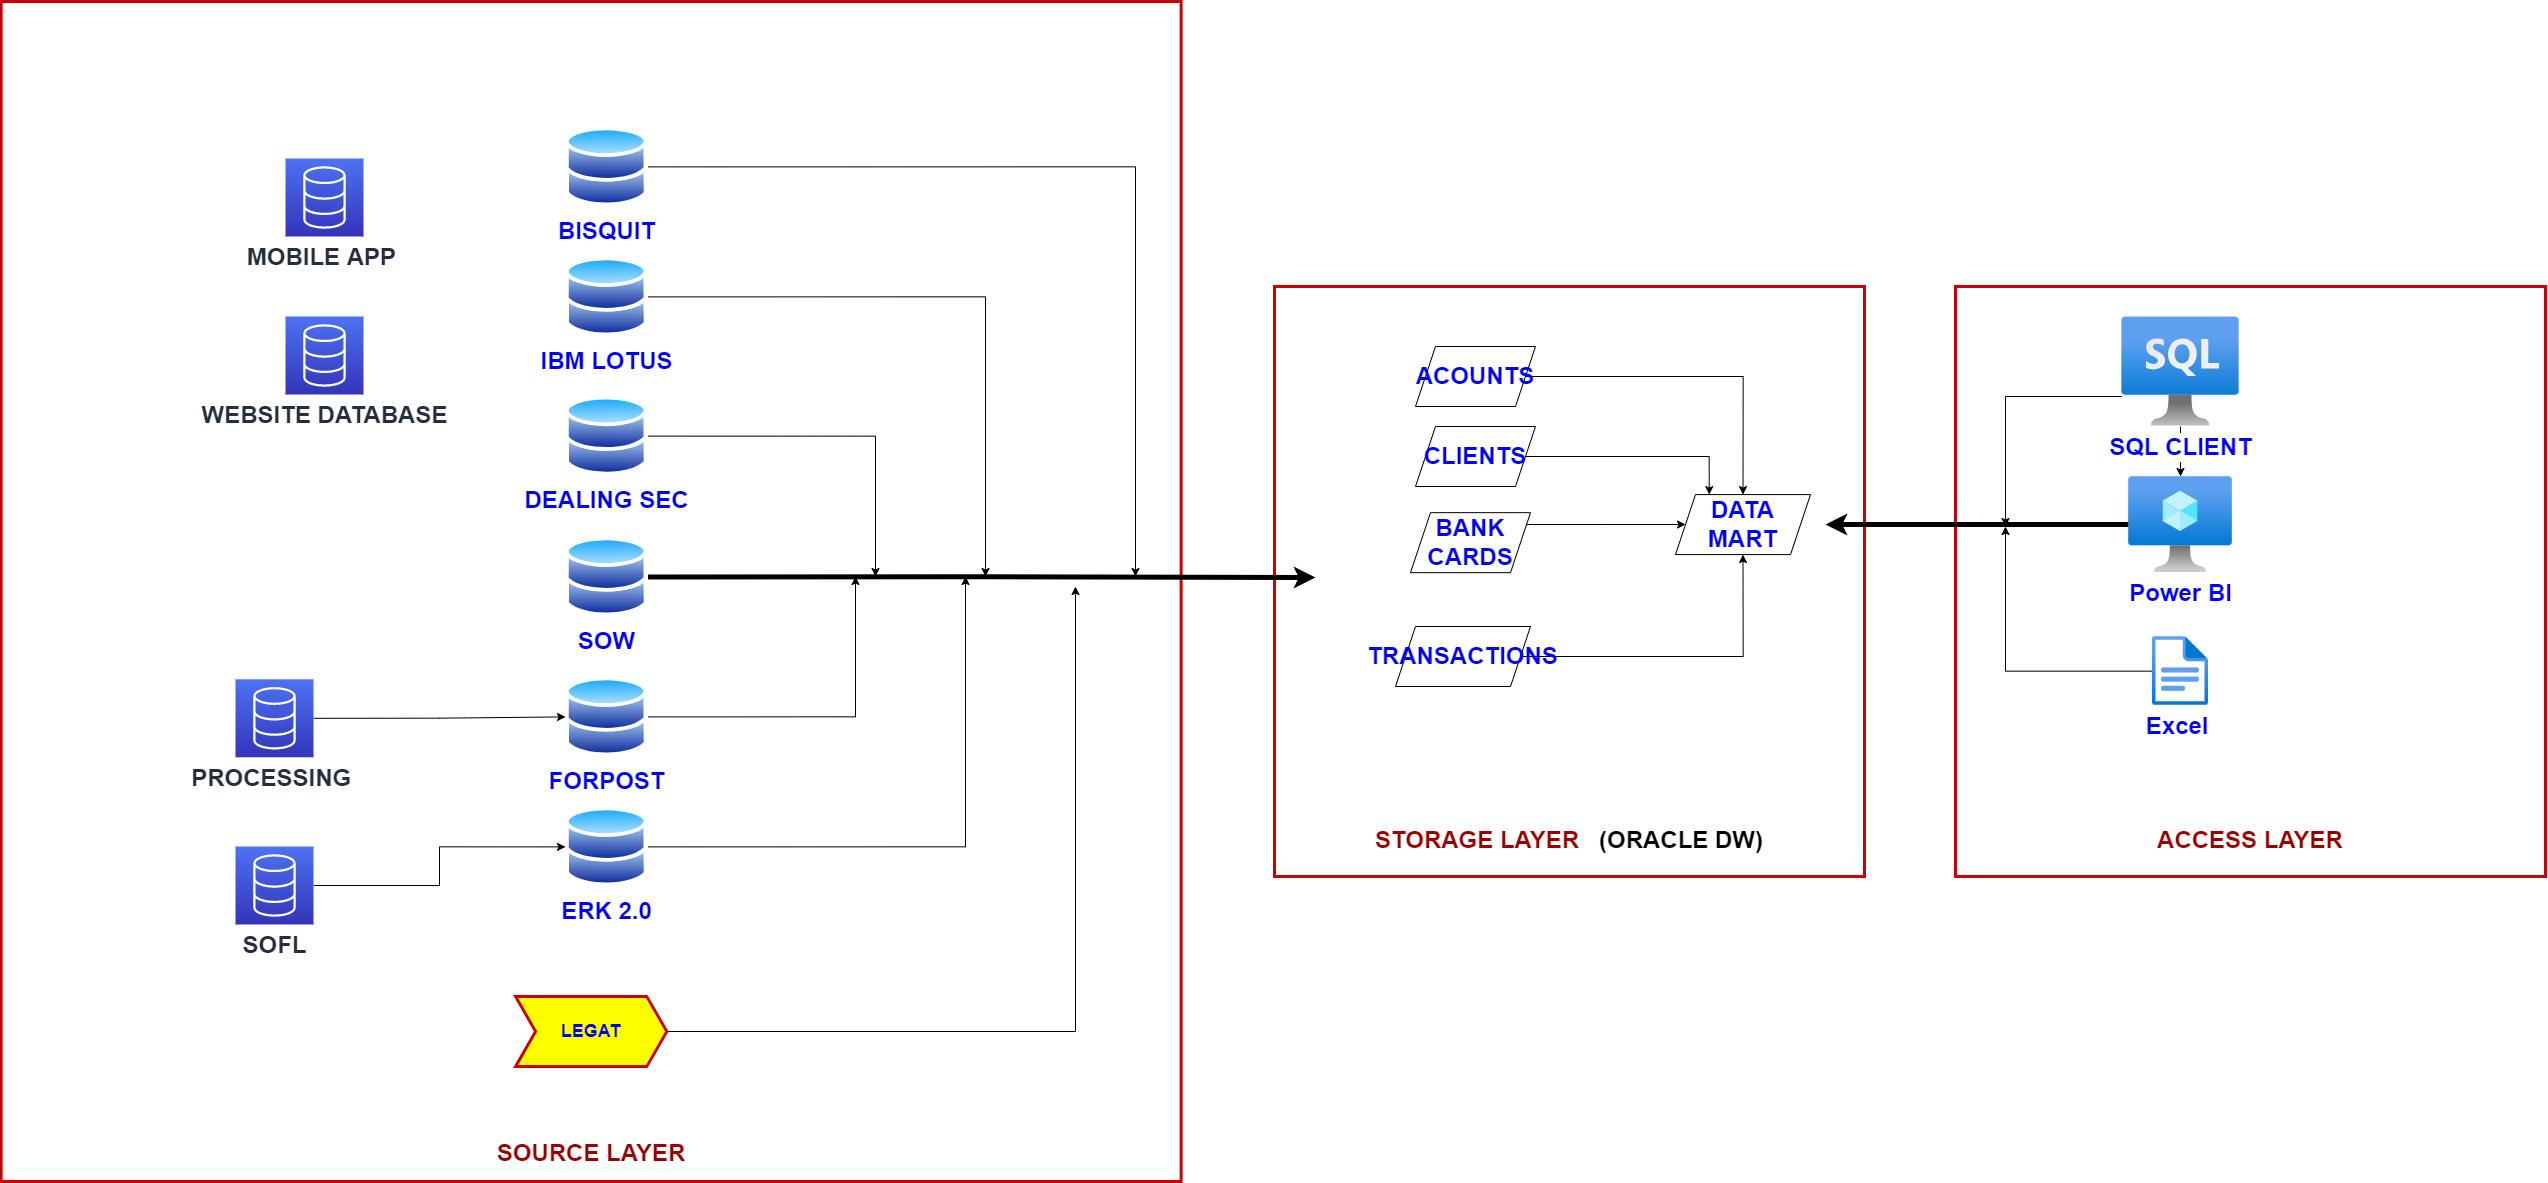 MOBILE APP
WEBSITE DATABASE
PROCESSING
SOFL
BISQUIT
IBM LOTUS
DEALING SEC
SOW
FORPOST
ERK 2.0
LEGAT
SOURCE LAYER
ACOUNTS
CLIENTS
BANK
CARDS
TRANSACTIONS
DATA
MART
STORAGE LAYER (ORACLE DW)
SQL
SQL CLIENT
Power BI
Excel
ACCESS LAYER